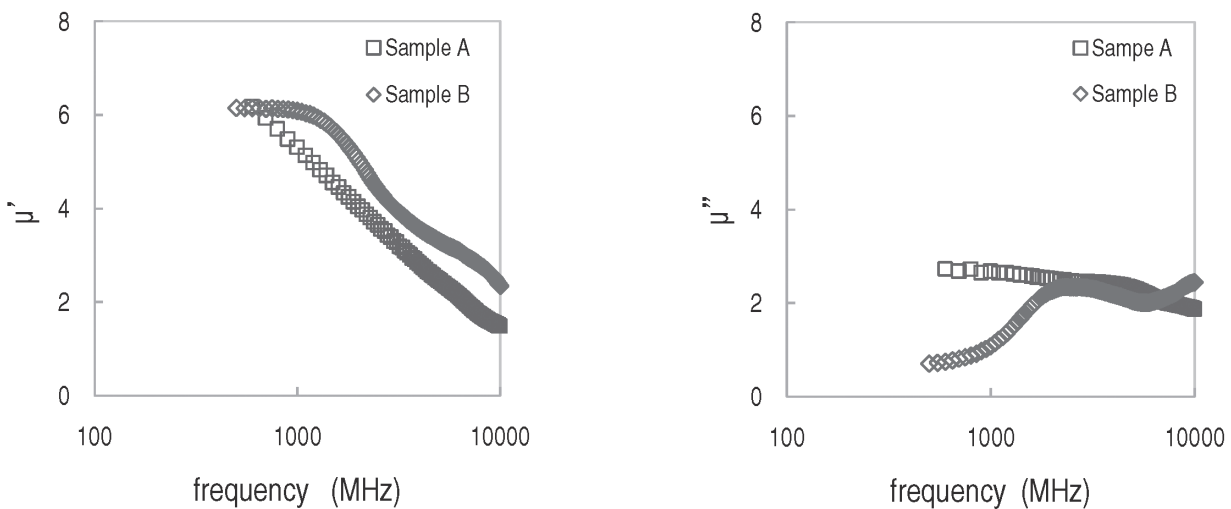 8
6
4
2
0
μ'
100
1000
10000
frequency (MHz)
Sample A
Sample B
8
6
4
2
0
μ"
100
1000
10000
frequency (MHz)
Sampe A
Sample B